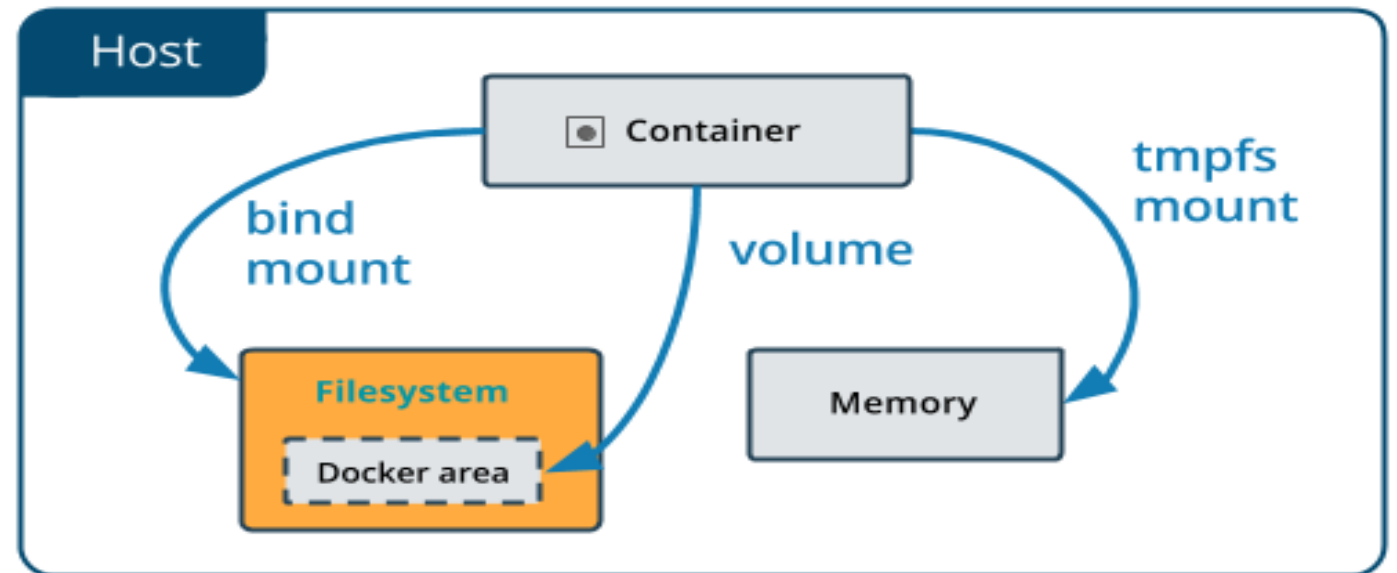 Host
Container
bind
mount
volume
tmpfs
mount
Filesystem
Docker area
Memory